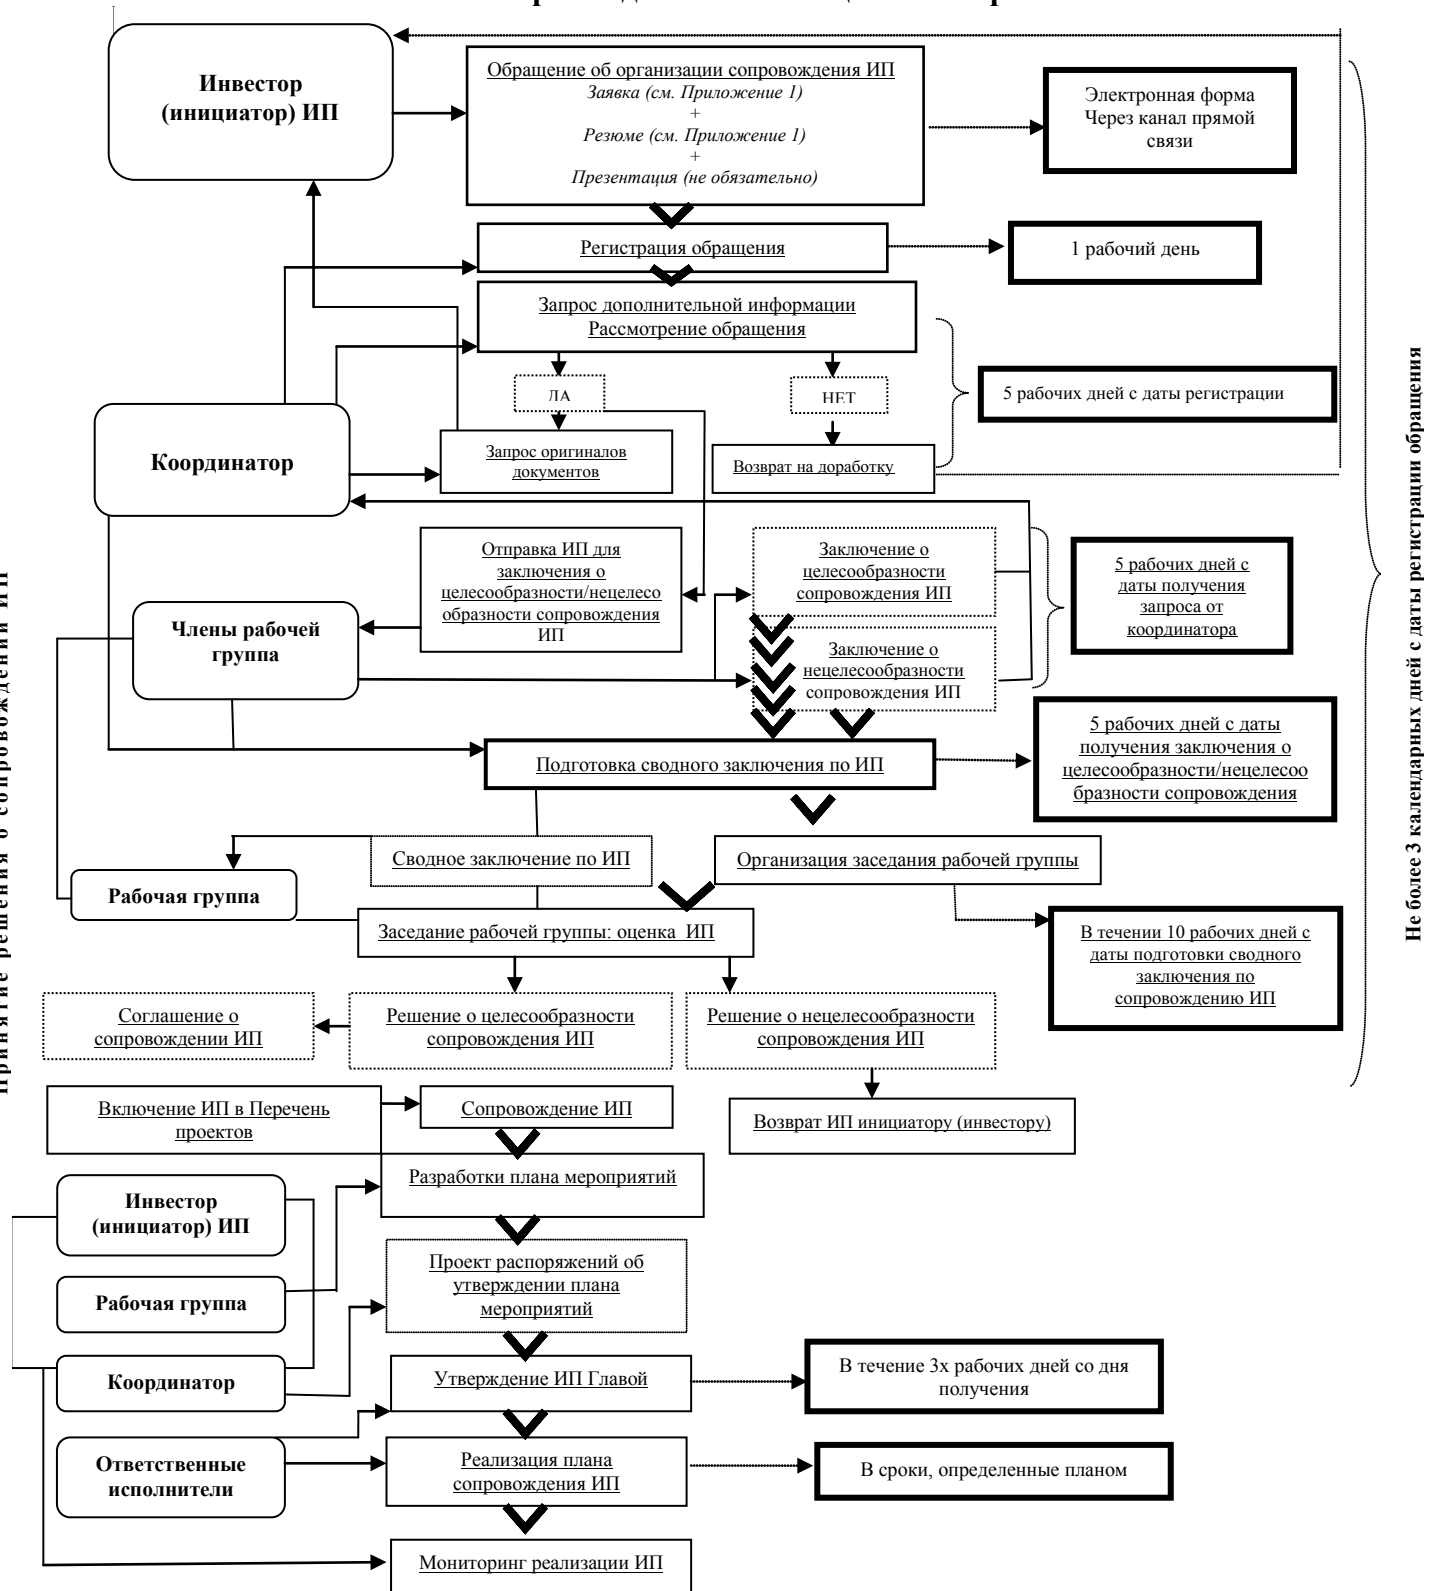 Инвестор
(инициатор) ИП
Обращение об организации сопровождения ИП
Заявка (см. Приложение 1)
+
Резюме (см. Приложение 1)
+
Презентация (не обязательно)
Электронная форма
Через канал прямой
связи
Регистрация обращения
1 рабочий день
Запрос дополнительной информации
Рассмотрение обращения
ДА
НЕТ
5 рабочих дней с даты регистрации
Координатор
Запрос оригиналов
документов
Возврат на доработку
Отправка ИП для
заключения о
целесообразности/нецелесо
образности сопровождения
ИП
Заключение о
целесообразности
сопровождения ИП
5 рабочих дней с
даты получения
запроса от
координатора
Члены рабочей
группа
Заключение о
нецелесообразности
сопровождения ИП
Подготовка сводного заключения по ИП
5 рабочих дней с даты
получения заключения о
целесообразности/нецелесоо
бразности сопровождения
Сводное заключение по ИП
Организация заседания рабочей группы
Рабочая группа
Заседание рабочей группы: оценка ИП
В течении 10 рабочих дней с
даты подготовки сводного
заключения по
сопровождению ИП
Соглашение о
сопровождении ИП
Решение о целесообразности
сопровождения ИП
Решение о нецелесообразности
сопровождения ИП
Включение ИП в Перечень
проектов
Сопровождение ИП
Возврат ИП инициатору (инвестору)
Разработки плана мероприятий
Инвестор
(инициатор) ИП
Проект распоряжений об
утверждении плана
мероприятий
Рабочая группа
Координатор
Утверждение ИП Главой
В течение 3х рабочих дней со дня
получения
Ответственные
исполнители
Реализация плана
сопровождения ИП
В сроки, определенные планом
Мониторинг реализации ИП
Принятие решения о сопровождении ИП
Не более 3 календарных дней с даты регистрации обращения